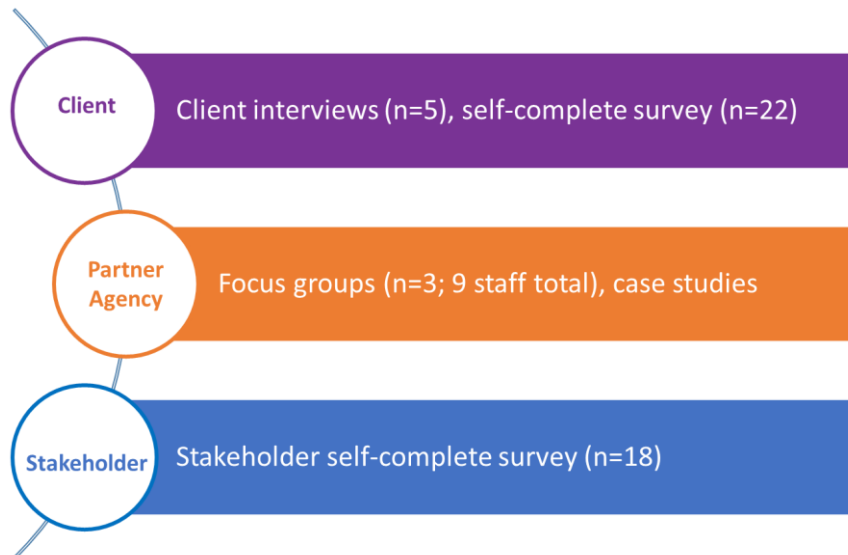 Client
Client interviews (n=5), self-complete survey (n=22)
Partner
Agency
Focus groups (n=3; 9 staff total), case studies
Stakeholder
Stakeholder self-complete survey (n=18)